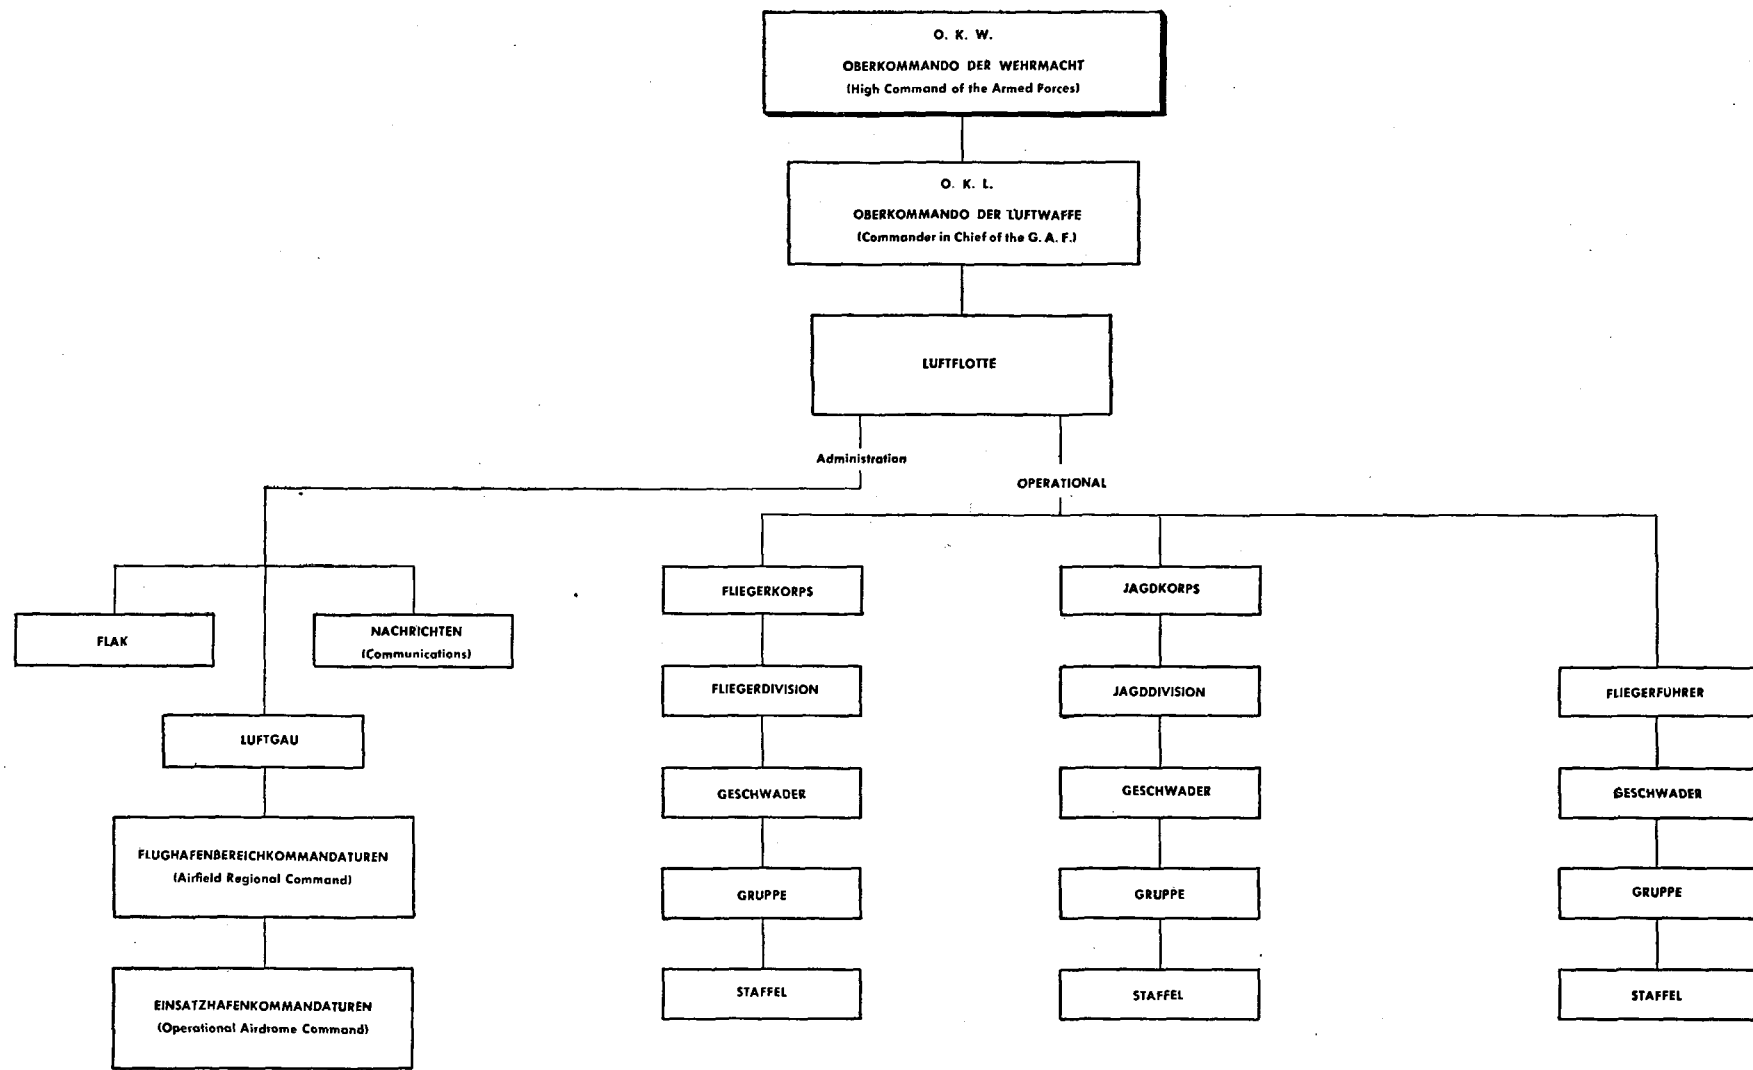 O. K. W.
OBERKOMMANDO DER WEHRMACHT
(High Command of the Armed Forces)
O. K. L.
OBERKOMMANDO DER LUFTWAFFE
(Commander in Chief of the G. A. F.)
LUFTFLOTTE
Administration
OPERATIONAL
FLAK
NACHRICHTEN
(Communications)
LUFTGAU
FLUGHAFENBEREICHKOMMANDATUREN
(Airfield Regional Command)
EINSATZHAFENKOMMANDATUREN
(Operational Airdrome Command)
FLIEGERKORPS
FLIEGERDIVISION
GESCHWADER
GRUPPE
STAFFEL
JAGDKORPS
JAGDDIVISION
GESCHWADER
GRUPPE
STAFFEL
FLIEGERFUHRER
GESCHWADER
GRUPPE
STAFFEL